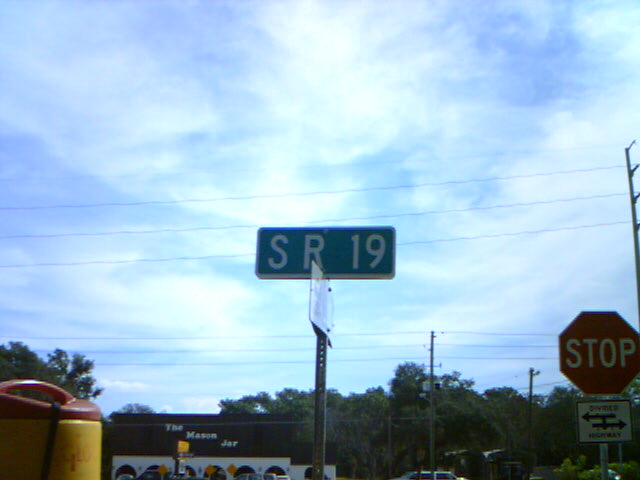 SR 19
STOP
DIVIDED
HIGHWAY
The
Mason
Jar